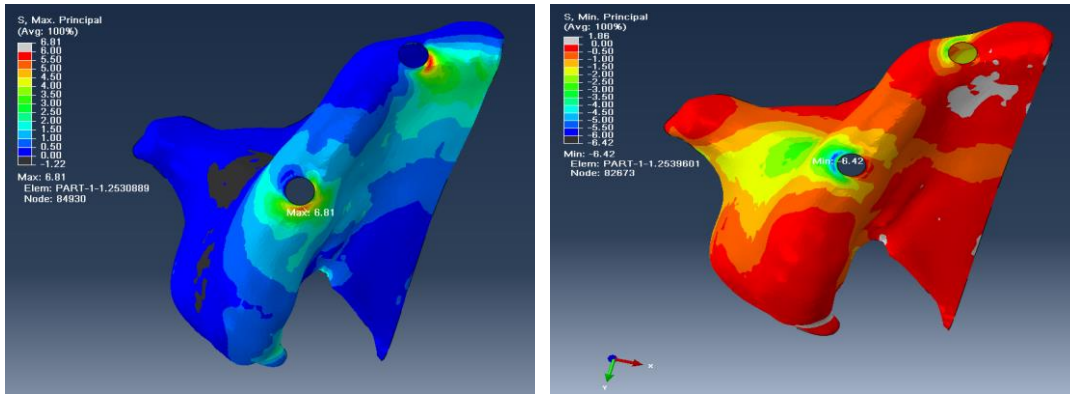 S, Max. Principal
(Avg: 100%)
6.81
6.00
5.50
5.00
4.50
4.00
3.50
3.00
2.50
2.00
1.50
1.00
0.50
0.00
-1.22
Max: 6.81
Elem: PART-1-1.2530889
Node: 84930
Max: 6.81
S, Min. Principal
(Avg: 100%)
1.86
0.00
-0.50
-1.00
-1.50
-2.00
-2.50
-3.00
-3.50
-4.00
-4.50
-5.00
-5.50
-6.00
-6.42
Min: -6.42
Elem: PART-1-1.2539601
Node: 82673
Min: -6.42
X
Y